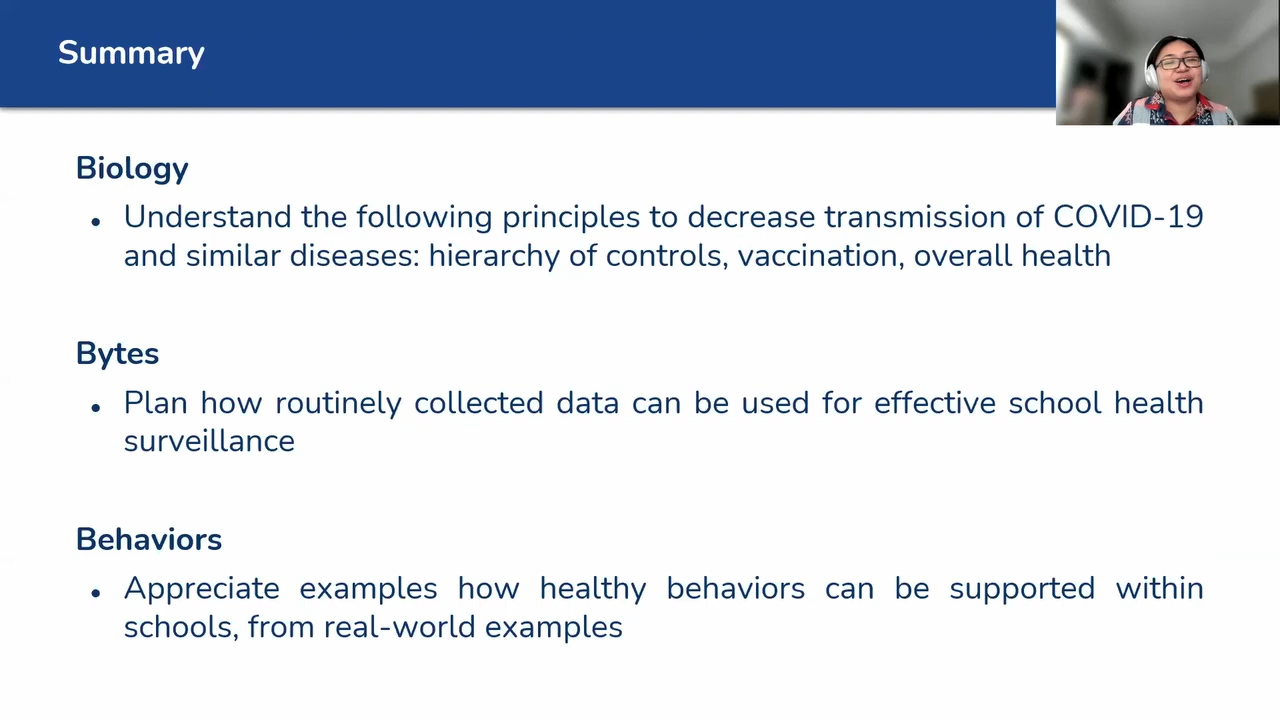 Summary
Biology
• Understand the following principles to decrease transmission of COVID-19
and similar diseases: hierarchy of controls, vaccination, overall health
Bytes
• Plan how routinely collected data can be used for effective school health
surveillance
Behaviors
• Appreciate examples how healthy behaviors can be supported within
schools, from real-world examples